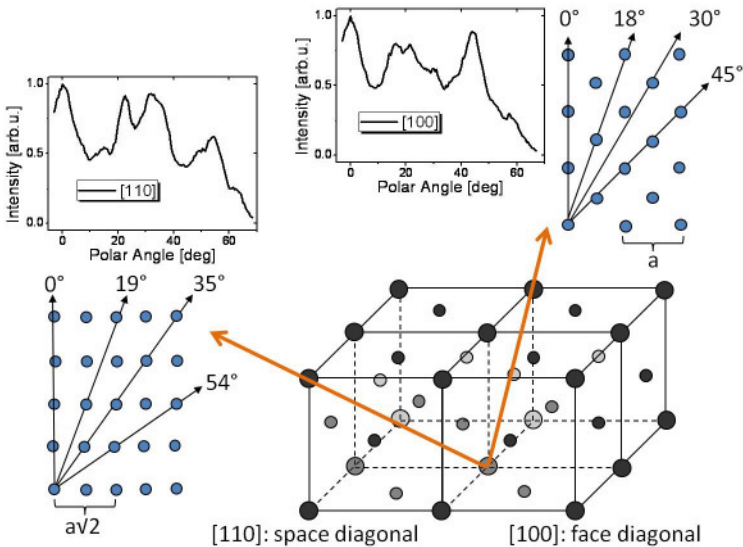 1.0
0.5
0.0
Intensity [arb.u.]
[100]
0 20 40 60
Polar Angle [deg]
0° 18° 30°
45°
a
1.0
0.5
0.0
Intensity [arb.u.]
[110]
0 20 40 60
Polar Angle [deg]
0° 19° 35°
54°
a√2
[110]: space diagonal
[100]: face diagonal